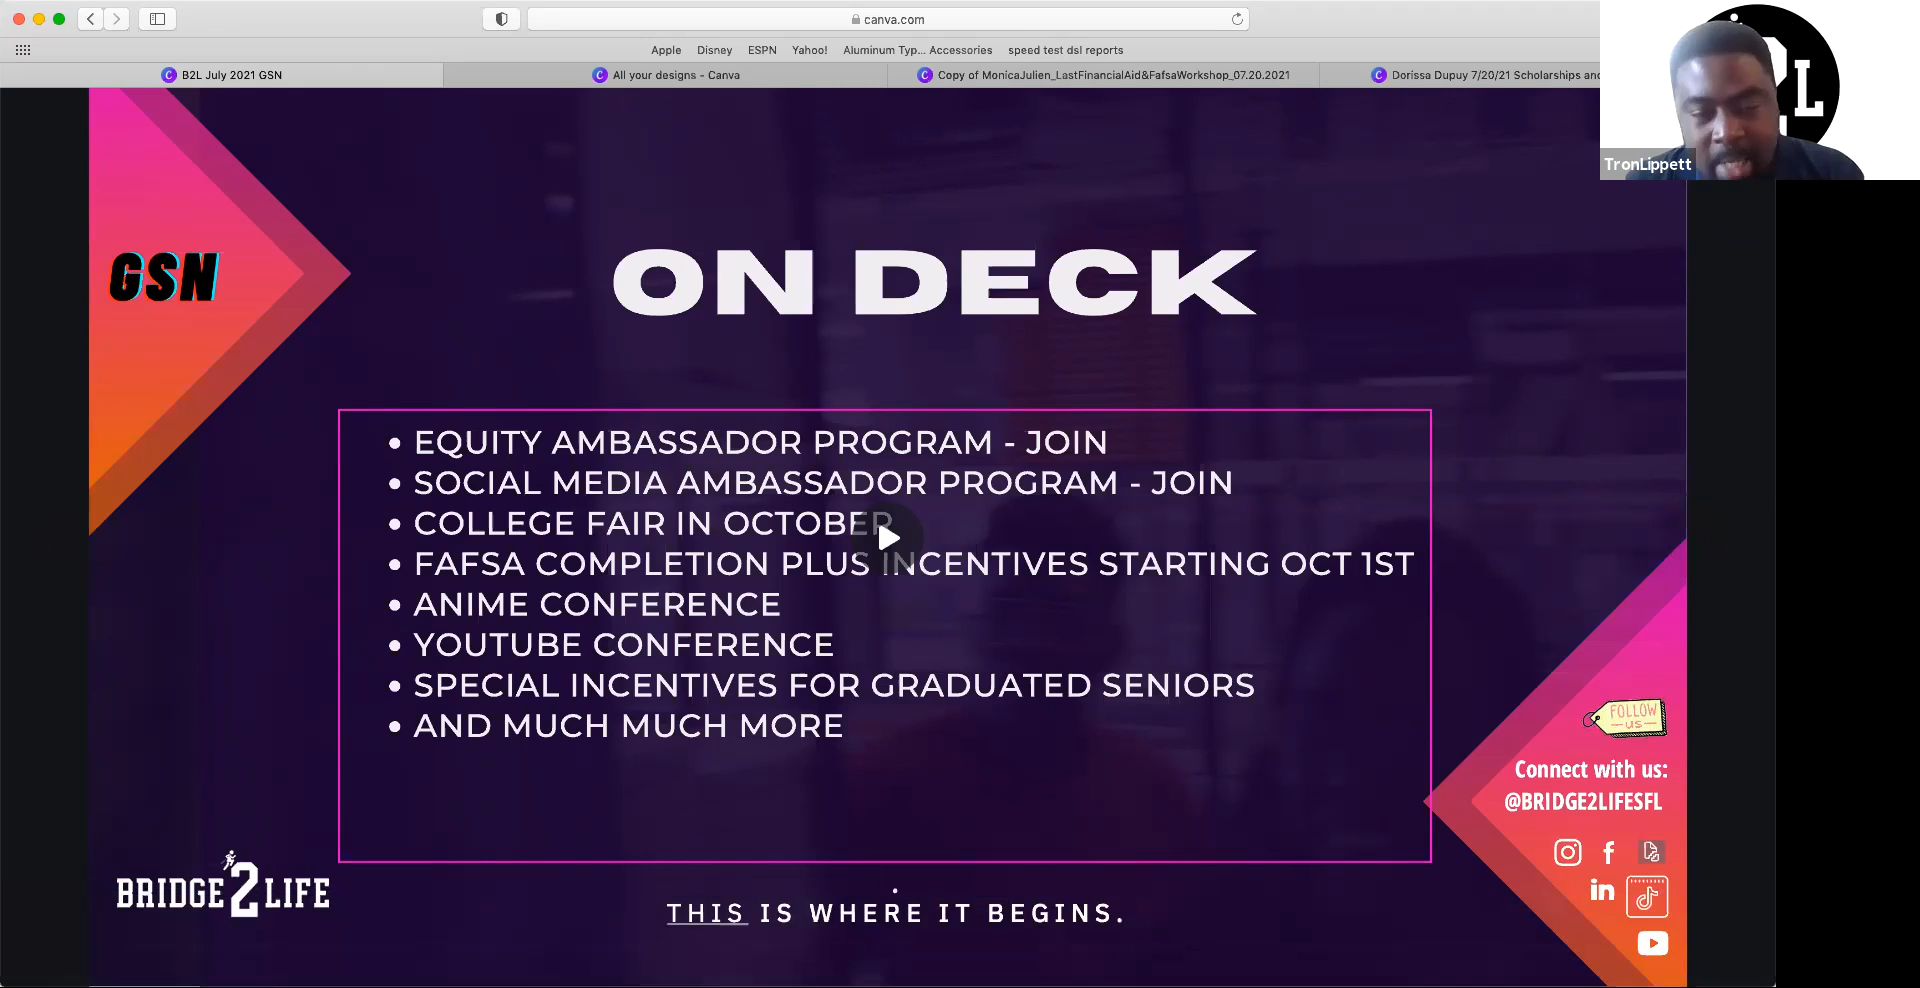 canva.com
Apple Disney ESPN Yahoo! Aluminum Typ... Accessories speed test dsl reports
B2L July 2021 GSN
All your designs - Canva
Copy of MonicaJulien_LastFinancialAid&FafsaWorkshop_07.20.2021
Dorissa Dupuy 7/20/21 Scholarships and
2L
TronLippett
GSN
ON DECK
• EQUITY AMBASSADOR PROGRAM - JOIN
• SOCIAL MEDIA AMBASSADOR PROGRAM - JOIN
• COLLEGE FAIR IN OCTOBER
• FAFSA COMPLETION PLUS INCENTIVES STARTING OCT 1ST
• ANIME CONFERENCE
• YOUTUBE CONFERENCE
• SPECIAL INCENTIVES FOR GRADUATED SENIORS
• AND MUCH MUCH MORE
FOLLOW
—US—
Connect with us:
@BRIDGE2LIFESFL
in
BRIDGE2LIFE
THIS IS WHERE IT BEGINS.